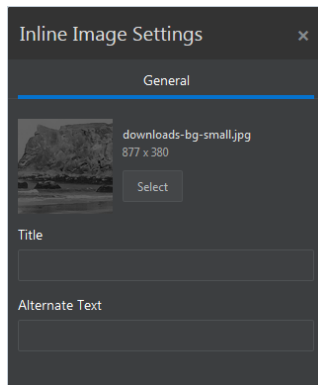 Inline Image Settings ×
General
downloads-bg-small.jpg
877 x 380
Select
Title
Alternate Text